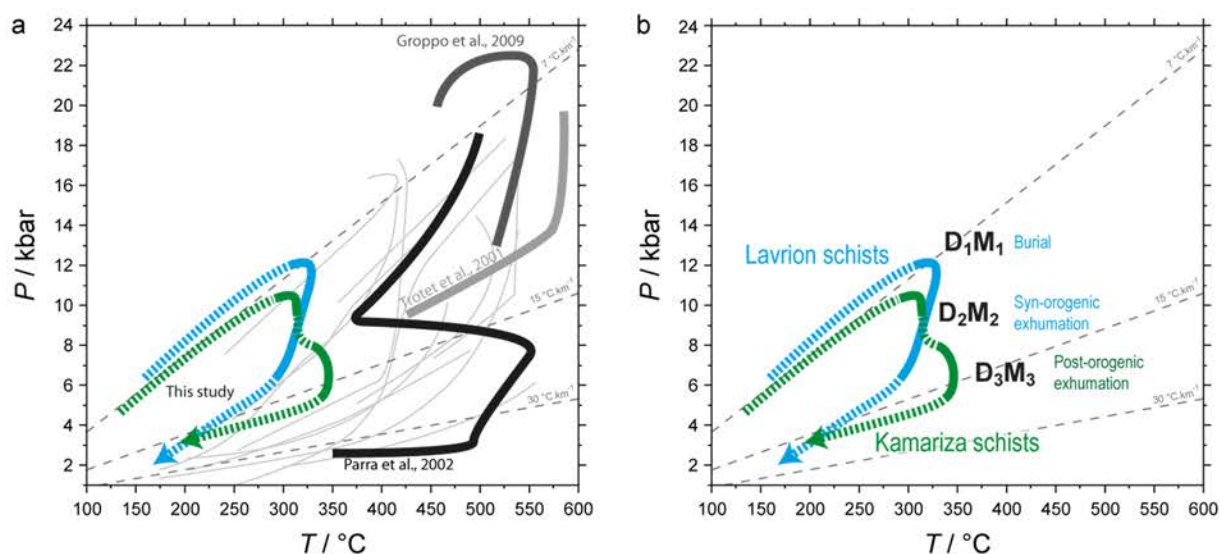 a
24
22
20
18
16
14
12
10
8
6
4
2
P / kbar
Groppo et al., 2009
7 °C.km-1
Trotet et al., 2001
15 °C.km-1
This study
30 °C.km-1
Parra et al., 2002
100 150 200 250 300 350 400 450 500 550 600
T / °C
b
24
22
20
18
16
14
12
10
8
6
4
2
P / kbar
7 °C.km-1
D1M1 Burial
Lavrion schists
D2M2 Syn-orogenic
exhumation
15 °C.km-1
D3M3 Post-orogenic
exhumation
30 °C.km-1
Kamariza schists
100 150 200 250 300 350 400 450 500 550 600
T / °C